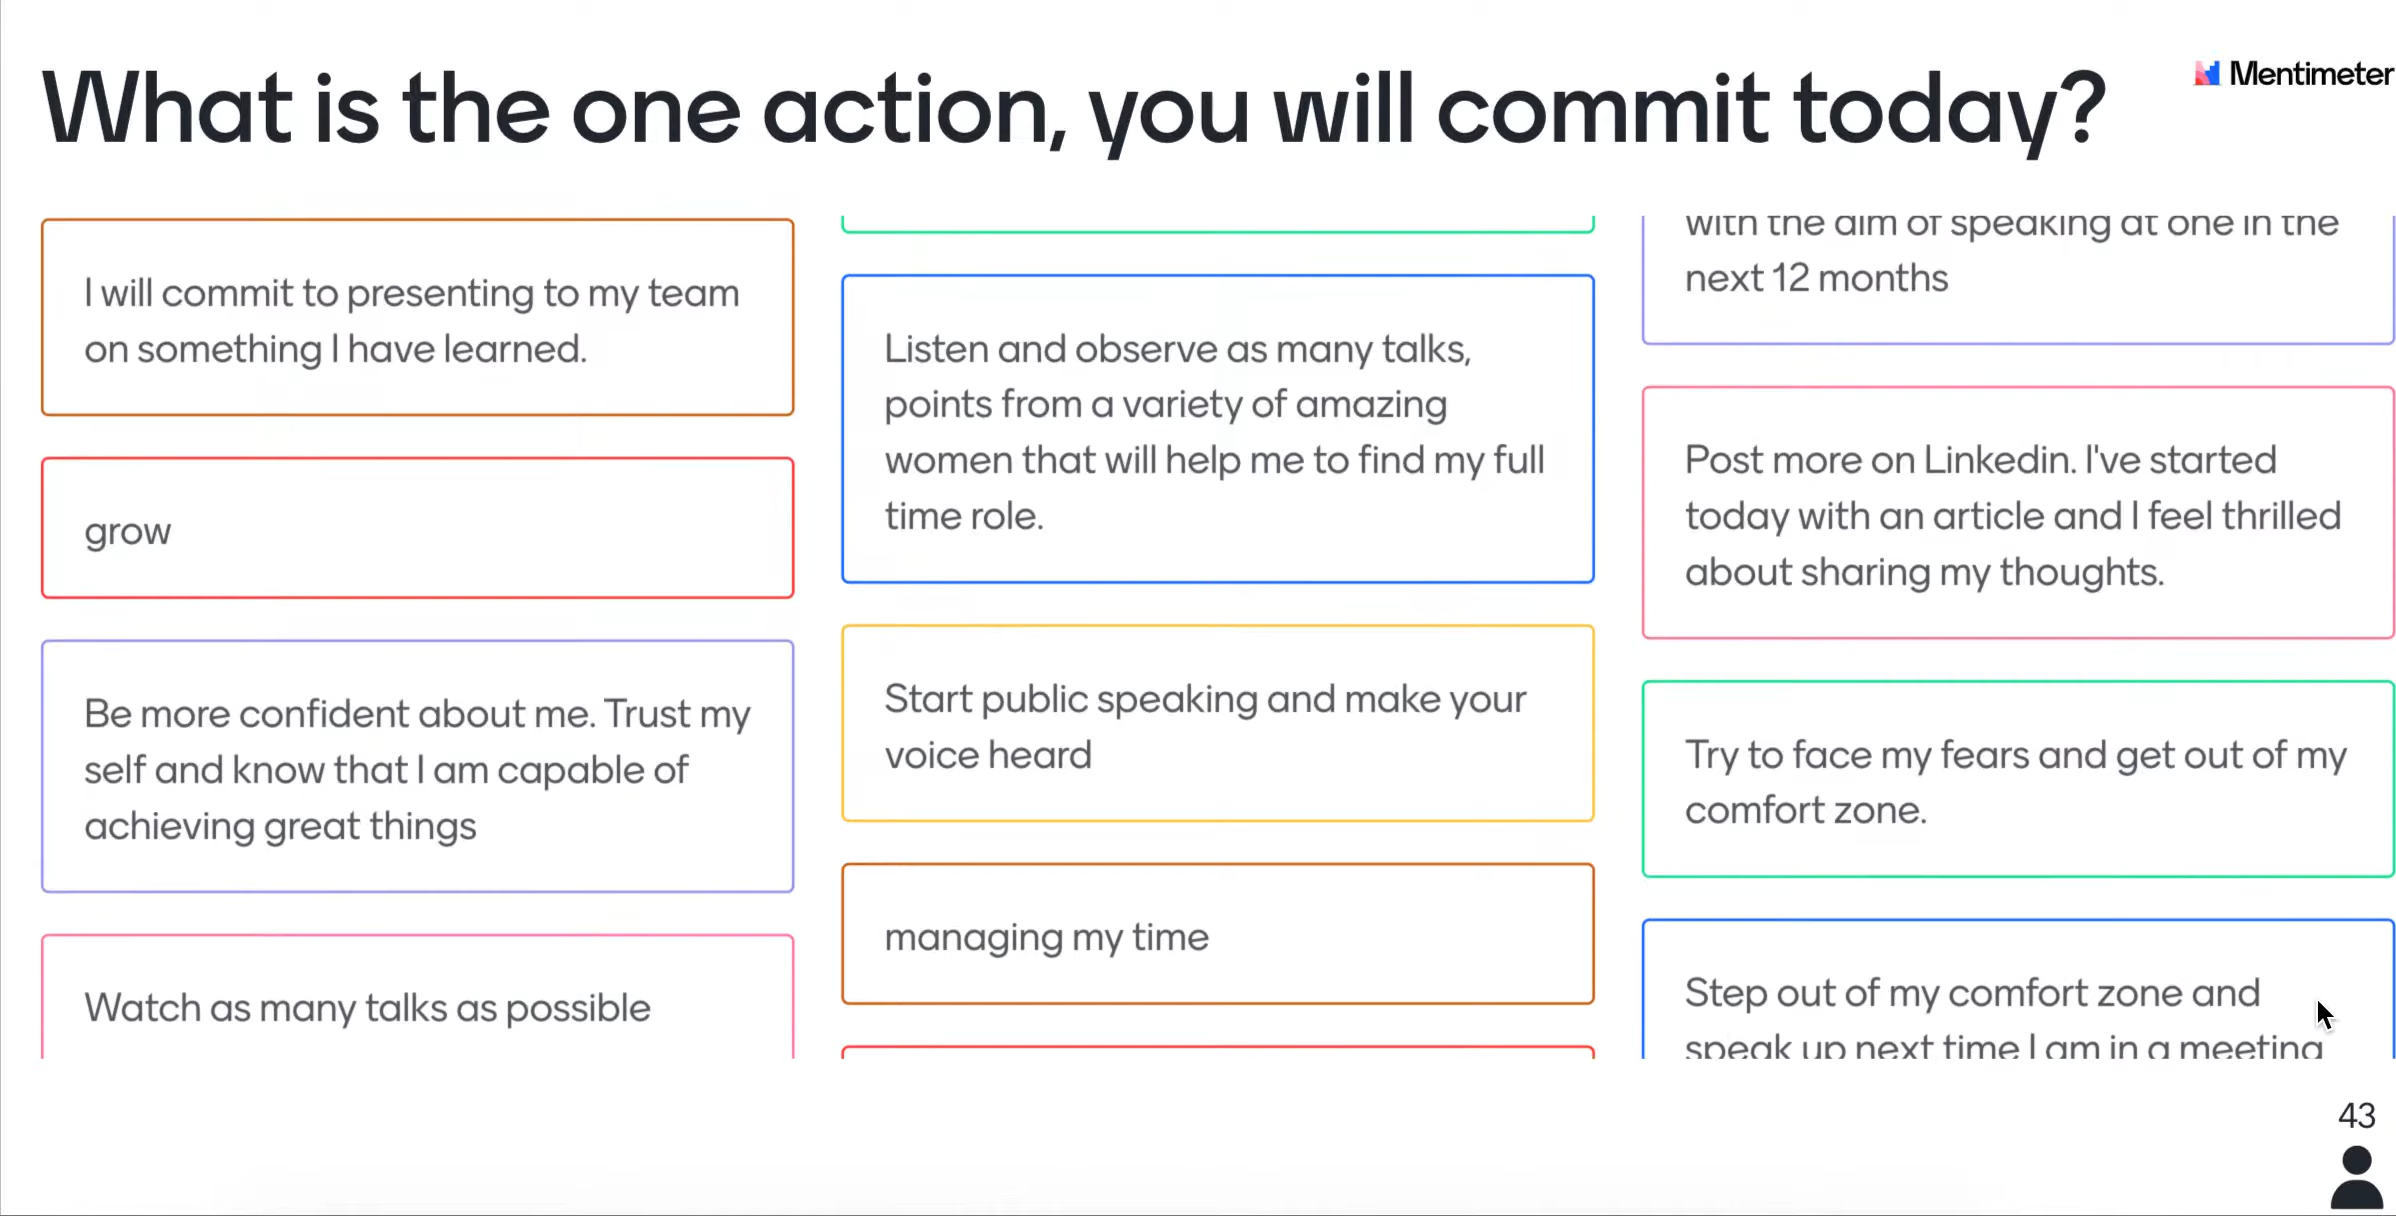 What is the one action, you will commit today?
Mentimeter
I will commit to presenting to my team
on something I have learned.
grow
Be more confident about me. Trust my
self and know that I am capable of
achieving great things
Watch as many talks as possible
Listen and observe as many talks,
points from a variety of amazing
women that will help me to find my full
time role.
Start public speaking and make your
voice heard
managing my time
with the aim of speaking at one in the
next 12 months
Post more on Linkedin. I've started
today with an article and I feel thrilled
about sharing my thoughts.
Try to face my fears and get out of my
comfort zone.
Step out of my comfort zone and
speak up next time I am in a meeting
43